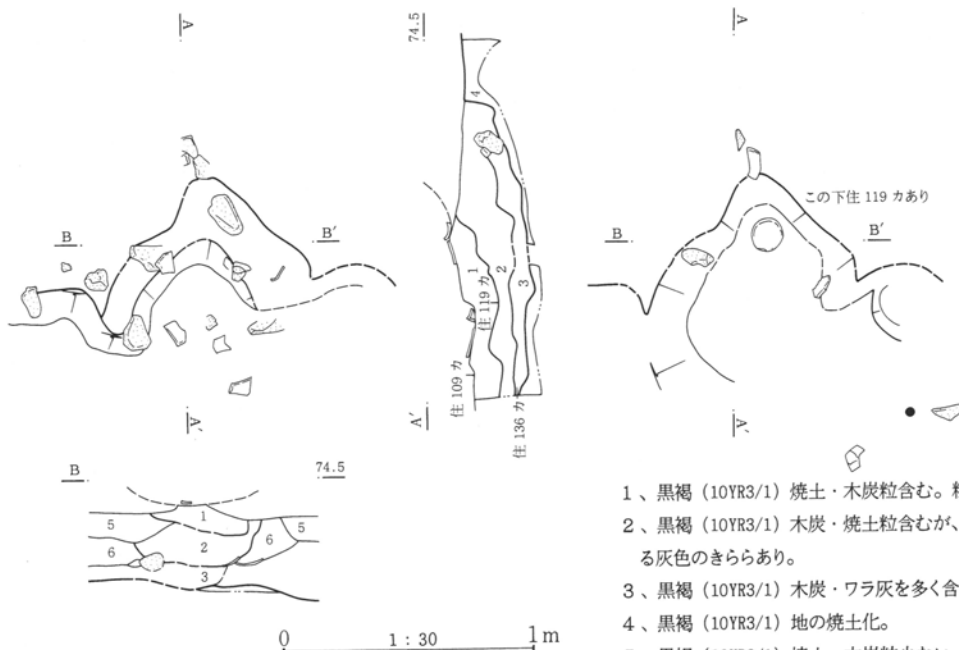 A
74.5
A
4
この下住 119 カあり
B
B′
B
B′
1
2
3
住 119 カ
住 109 カ
住 136 カ
A′
A′
A′
B
74.5
1
5
5
2
6
6
3
1、黒褐 (10YR3/1) 焼土・木炭粒含む。
2、黒褐 (10YR3/1) 木炭・焼土粒含むが、
る灰色のきららあり。
3、黒褐 (10YR3/1) 木炭・ワラ灰を多く含
4、黒褐 (10YR3/1) 地の焼土化。
0
1:30
1m